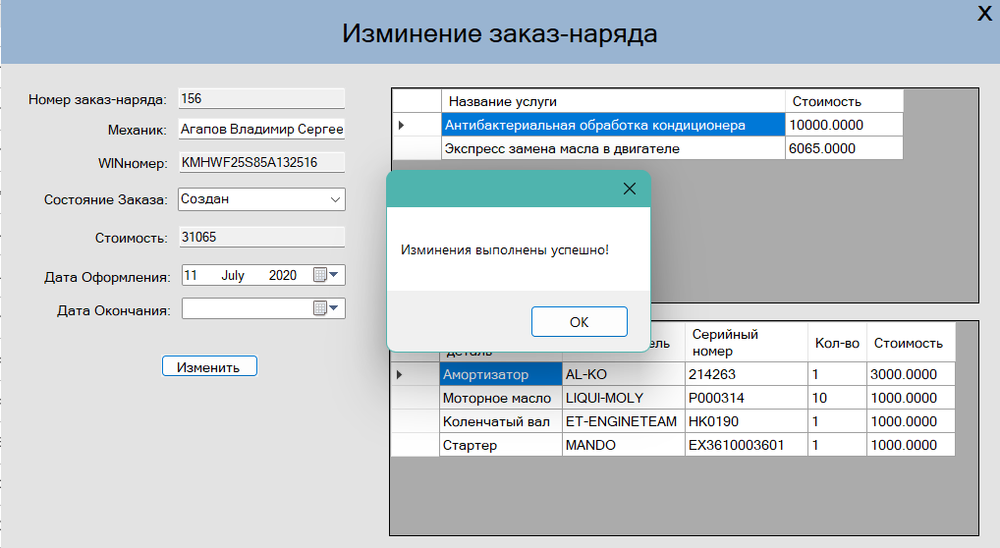 X
Изминение заказ-наряда
Номер заказ-наряда: 156
Механик: Агапов Владимир Сергее
WINномер: KMHWF25S85A132516
Состояние Заказа: Создан
Стоимость: 31065
Дата Оформления: 11 July 2020
Дата Окончания:
Изменить
Название услуги Стоимость
Антибактериальная обработка кондиционера 10000.0000
Экспресс замена масла в двигателе 6065.0000
Изминения выполнены успешно!
OK
Серийный номер Кол-во Стоимость
Амортизатор AL-KO 214263 1 3000.0000
Моторное масло LIQUI-MOLY P000314 10 1000.0000
Коленчатый вал ET-ENGINETEAM HK0190 1 1000.0000
Стартер MANDO EX3610003601 1 1000.0000